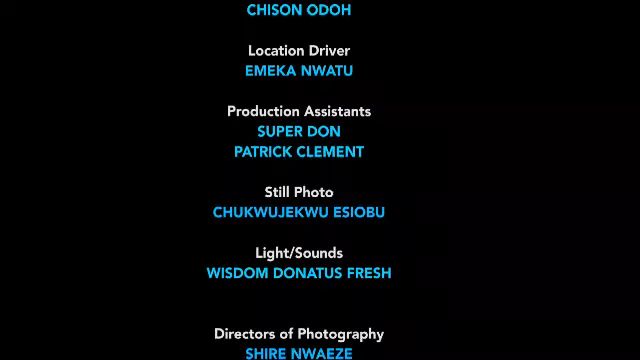 CHISON ODOH
Location Driver
EMEKA NWATU
Production Assistants
SUPER DON
PATRICK CLEMENT
Still Photo
CHUKWUJEKWU ESIOBU
Light/Sounds
WISDOM DONATUS FRESH
Directors of Photography
SHIRE NWAEZE